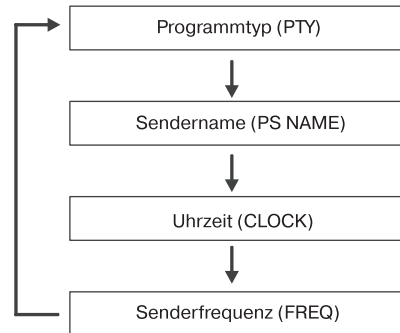 Programmtyp (PTY)
Sendername (PS NAME)
Uhrzeit (CLOCK)
Senderfrequenz (FREQ)